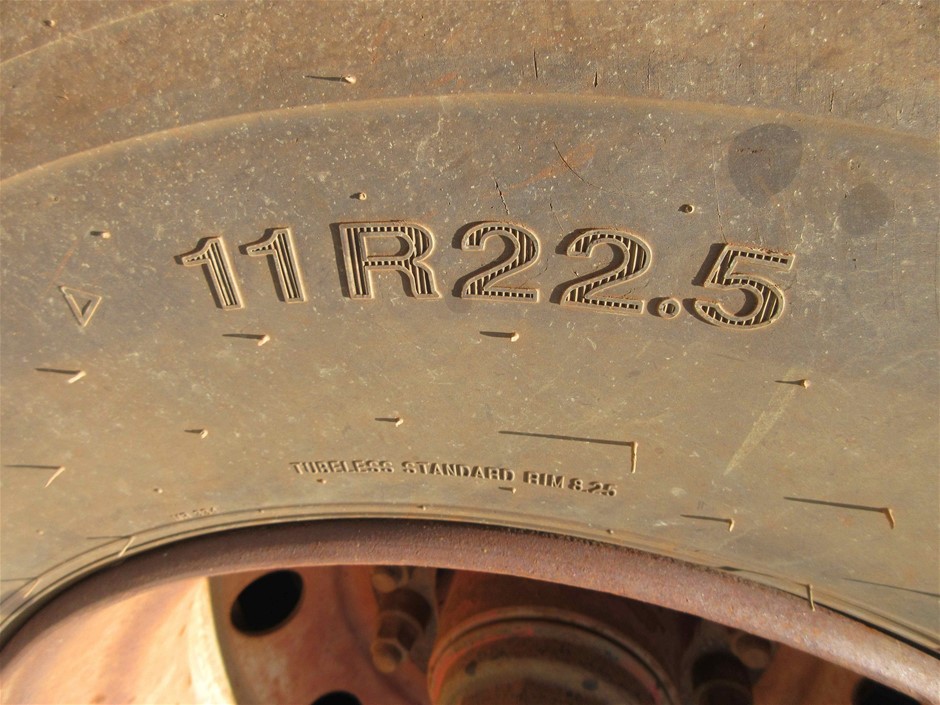 11R22.5
TUBELESS STANDARD RIM 8.25